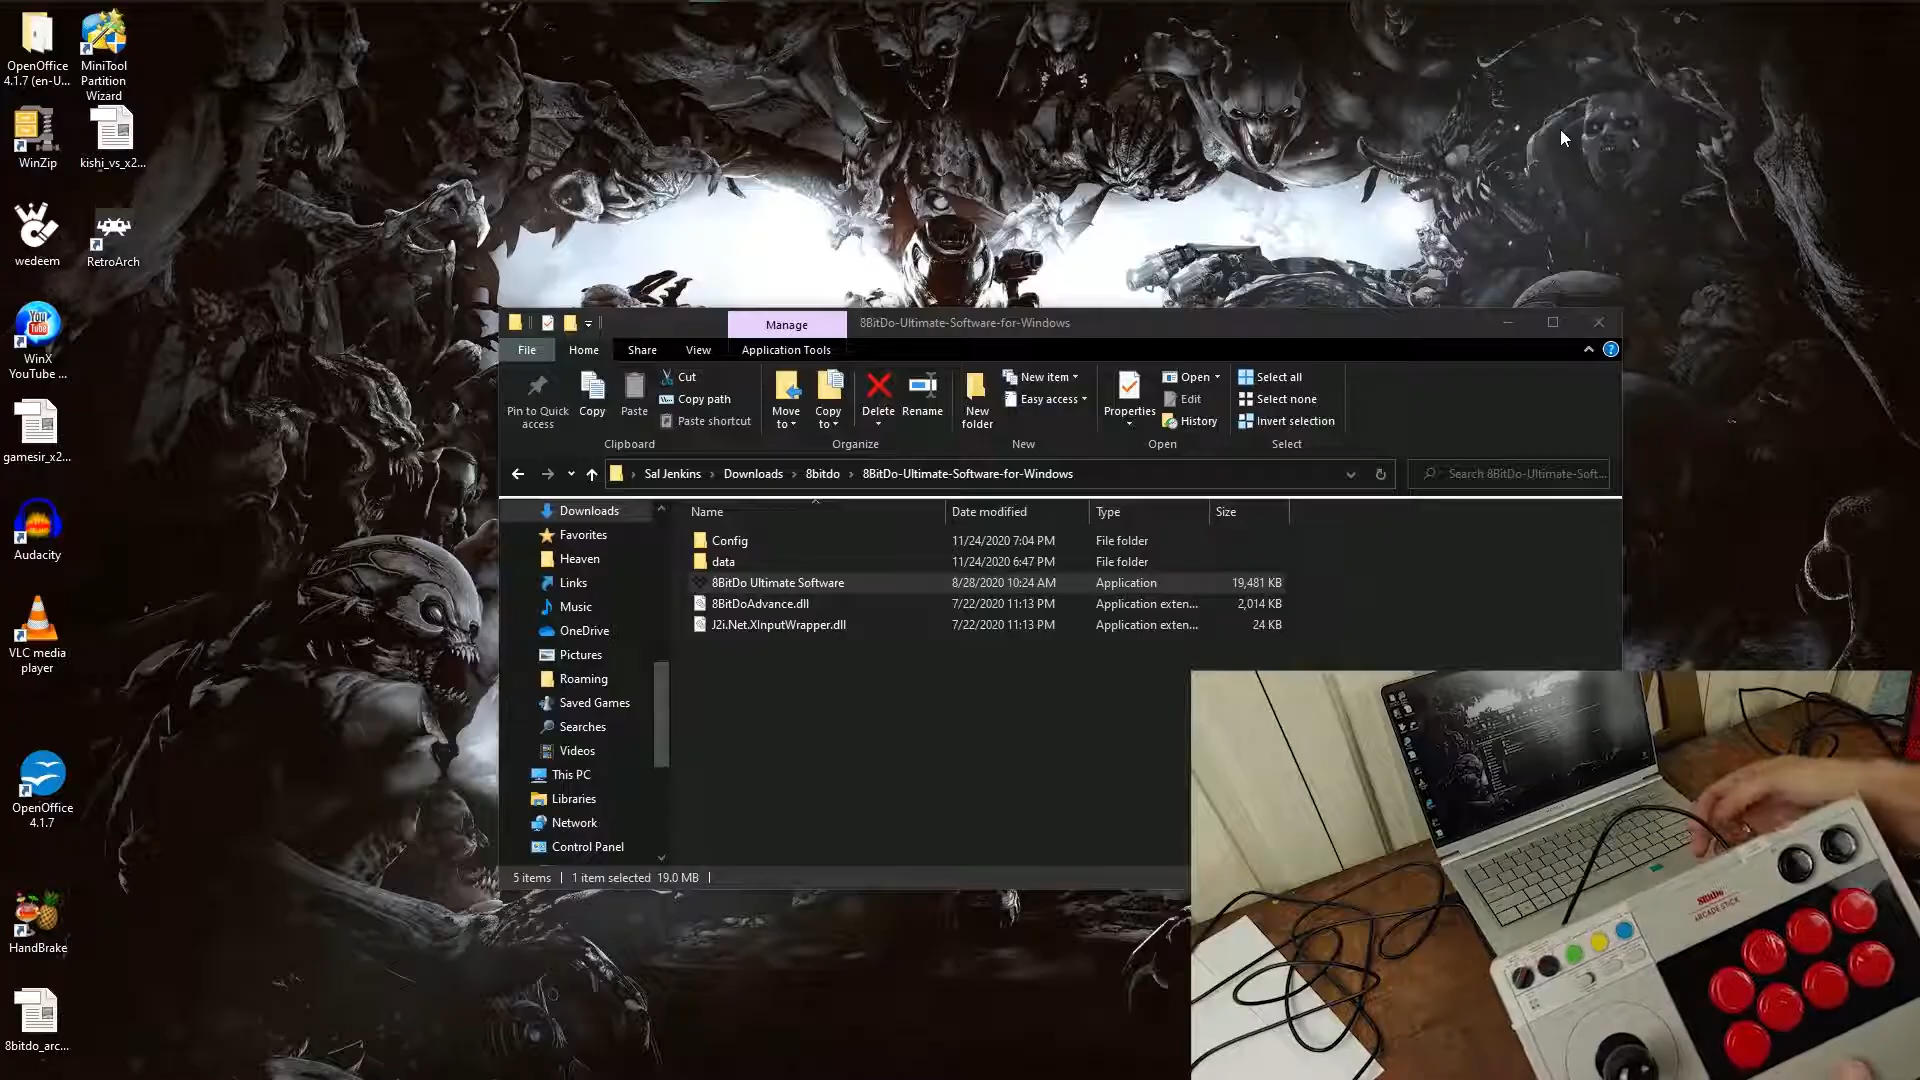 OpenOffice
4.1.7 (en-U...
MiniTool
Partition
Wizard
WinZip
kishi_vs_x2...
wedeem
RetroArch
You
Tube
WinX
YouTube ...
gamesir_x2...
Audacity
VLC media
player
OpenOffice
4.1.7
HandBrake
8bitdo_arc...
Manage
8BitDo-Ultimate-Software-for-Windows
File
Home
Share
View
Application Tools
Pin to Quick
access
Copy
Paste
Cut
Copy path
Paste shortcut
Clipboard
Move
to
Copy
to
Delete
Rename
Organize
New
folder
New item
Easy access
New
Properties
Open
Edit
History
Open
Select all
Select none
Invert selection
Select
Sal Jenkins
Downloads
8bitdo
8BitDo-Ultimate-Software-for-Windows
Search 8BitDo-Ultimate-Soft...
Downloads
Favorites
Heaven
Links
Music
OneDrive
Pictures
Roaming
Saved Games
Searches
Videos
This PC
Libraries
Network
Control Panel
Name Date modified Type Size
Config 11/24/2020 7:04 PM File folder
data 11/24/2020 6:47 PM File folder
8BitDo Ultimate Software 8/28/2020 10:24 AM Application 19,481 KB
8BitDoAdvance.dll 7/22/2020 11:13 PM Application exten... 2,014 KB
J2i.Net.XInputWrapper.dll 7/22/2020 11:13 PM Application exten... 24 KB
5 items 1 item selected 19.0 MB
8BitDo
ARCADE STICK